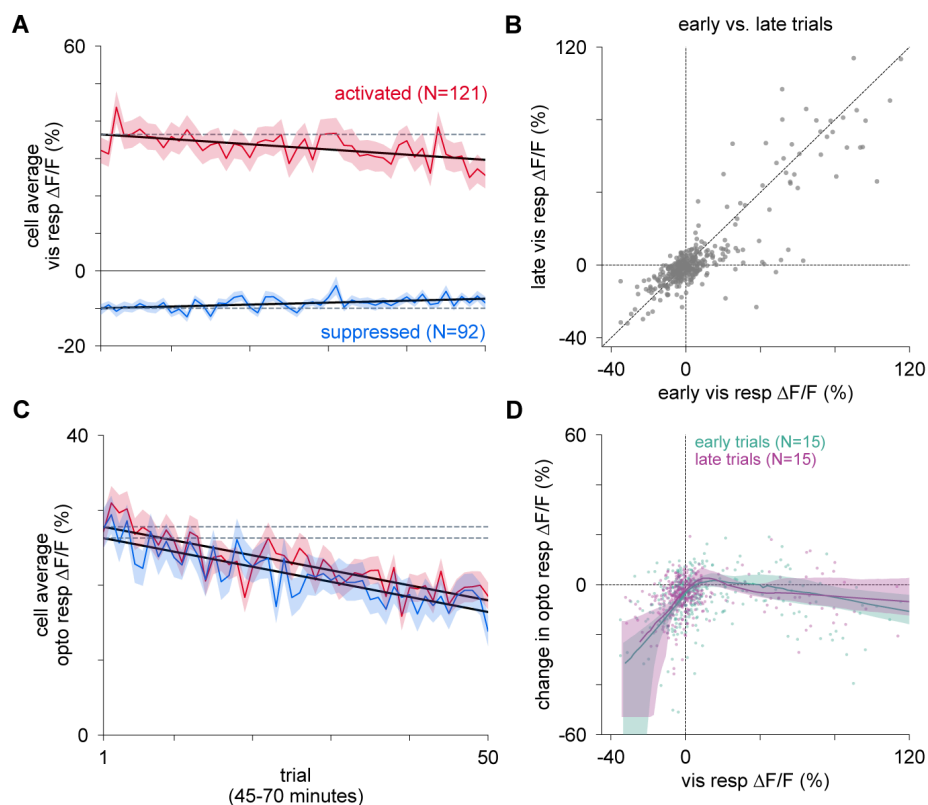 A
60
activated (N=121)
cell average
vis resp ΔF/F (%)
0
suppressed (N=92)
-20
B
early vs. late trials
120
late vis resp ΔF/F (%)
0
-40
-40
0
120
early vis resp ΔF/F (%)
C
40
cell average
opto resp ΔF/F (%)
0
1
50
trial
(45-70 minutes)
D
60
early trials (N=15)
late trials (N=15)
change in opto resp ΔF/F (%)
0
-60
-40
0
120
vis resp ΔF/F (%)